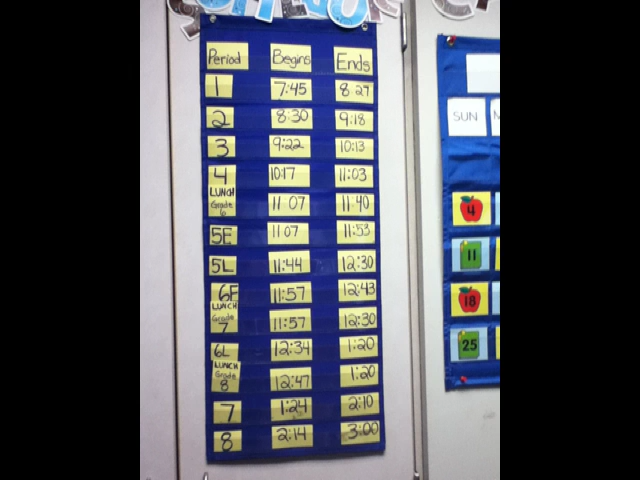 Period Begins Ends
1 7:45 8:27
2 8:30 9:18
3 9:22 10:13
4 10:17 11:03
LUNCH Grade 6 11 07 11:40
5E 11 07 11:53
5L 11:44 12:30
6F 11:57 12:43
LUNCH Grade 7 11:57 12:30
6L 12:34 1:20
LUNCH Grade 8 12:47 1:20
7 1:24 2:10
8 2:14 3:00
SUN
4
11
18
25